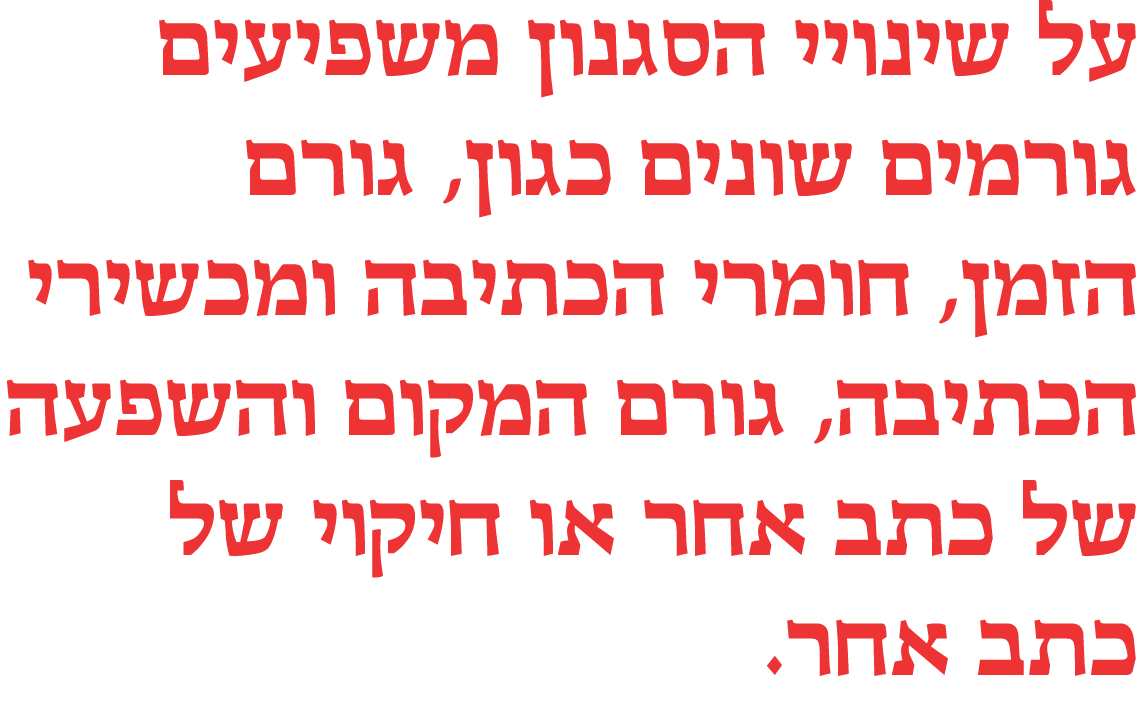 על שינויי הסגנון משפיעים
גורמים שונים כגון, גורם
הזמן, חומרי הכתיבה ומכשירי
הכתיבה, גורם המקום והשפעה
של כתב אחר או חיקוי של
כתב אחר.